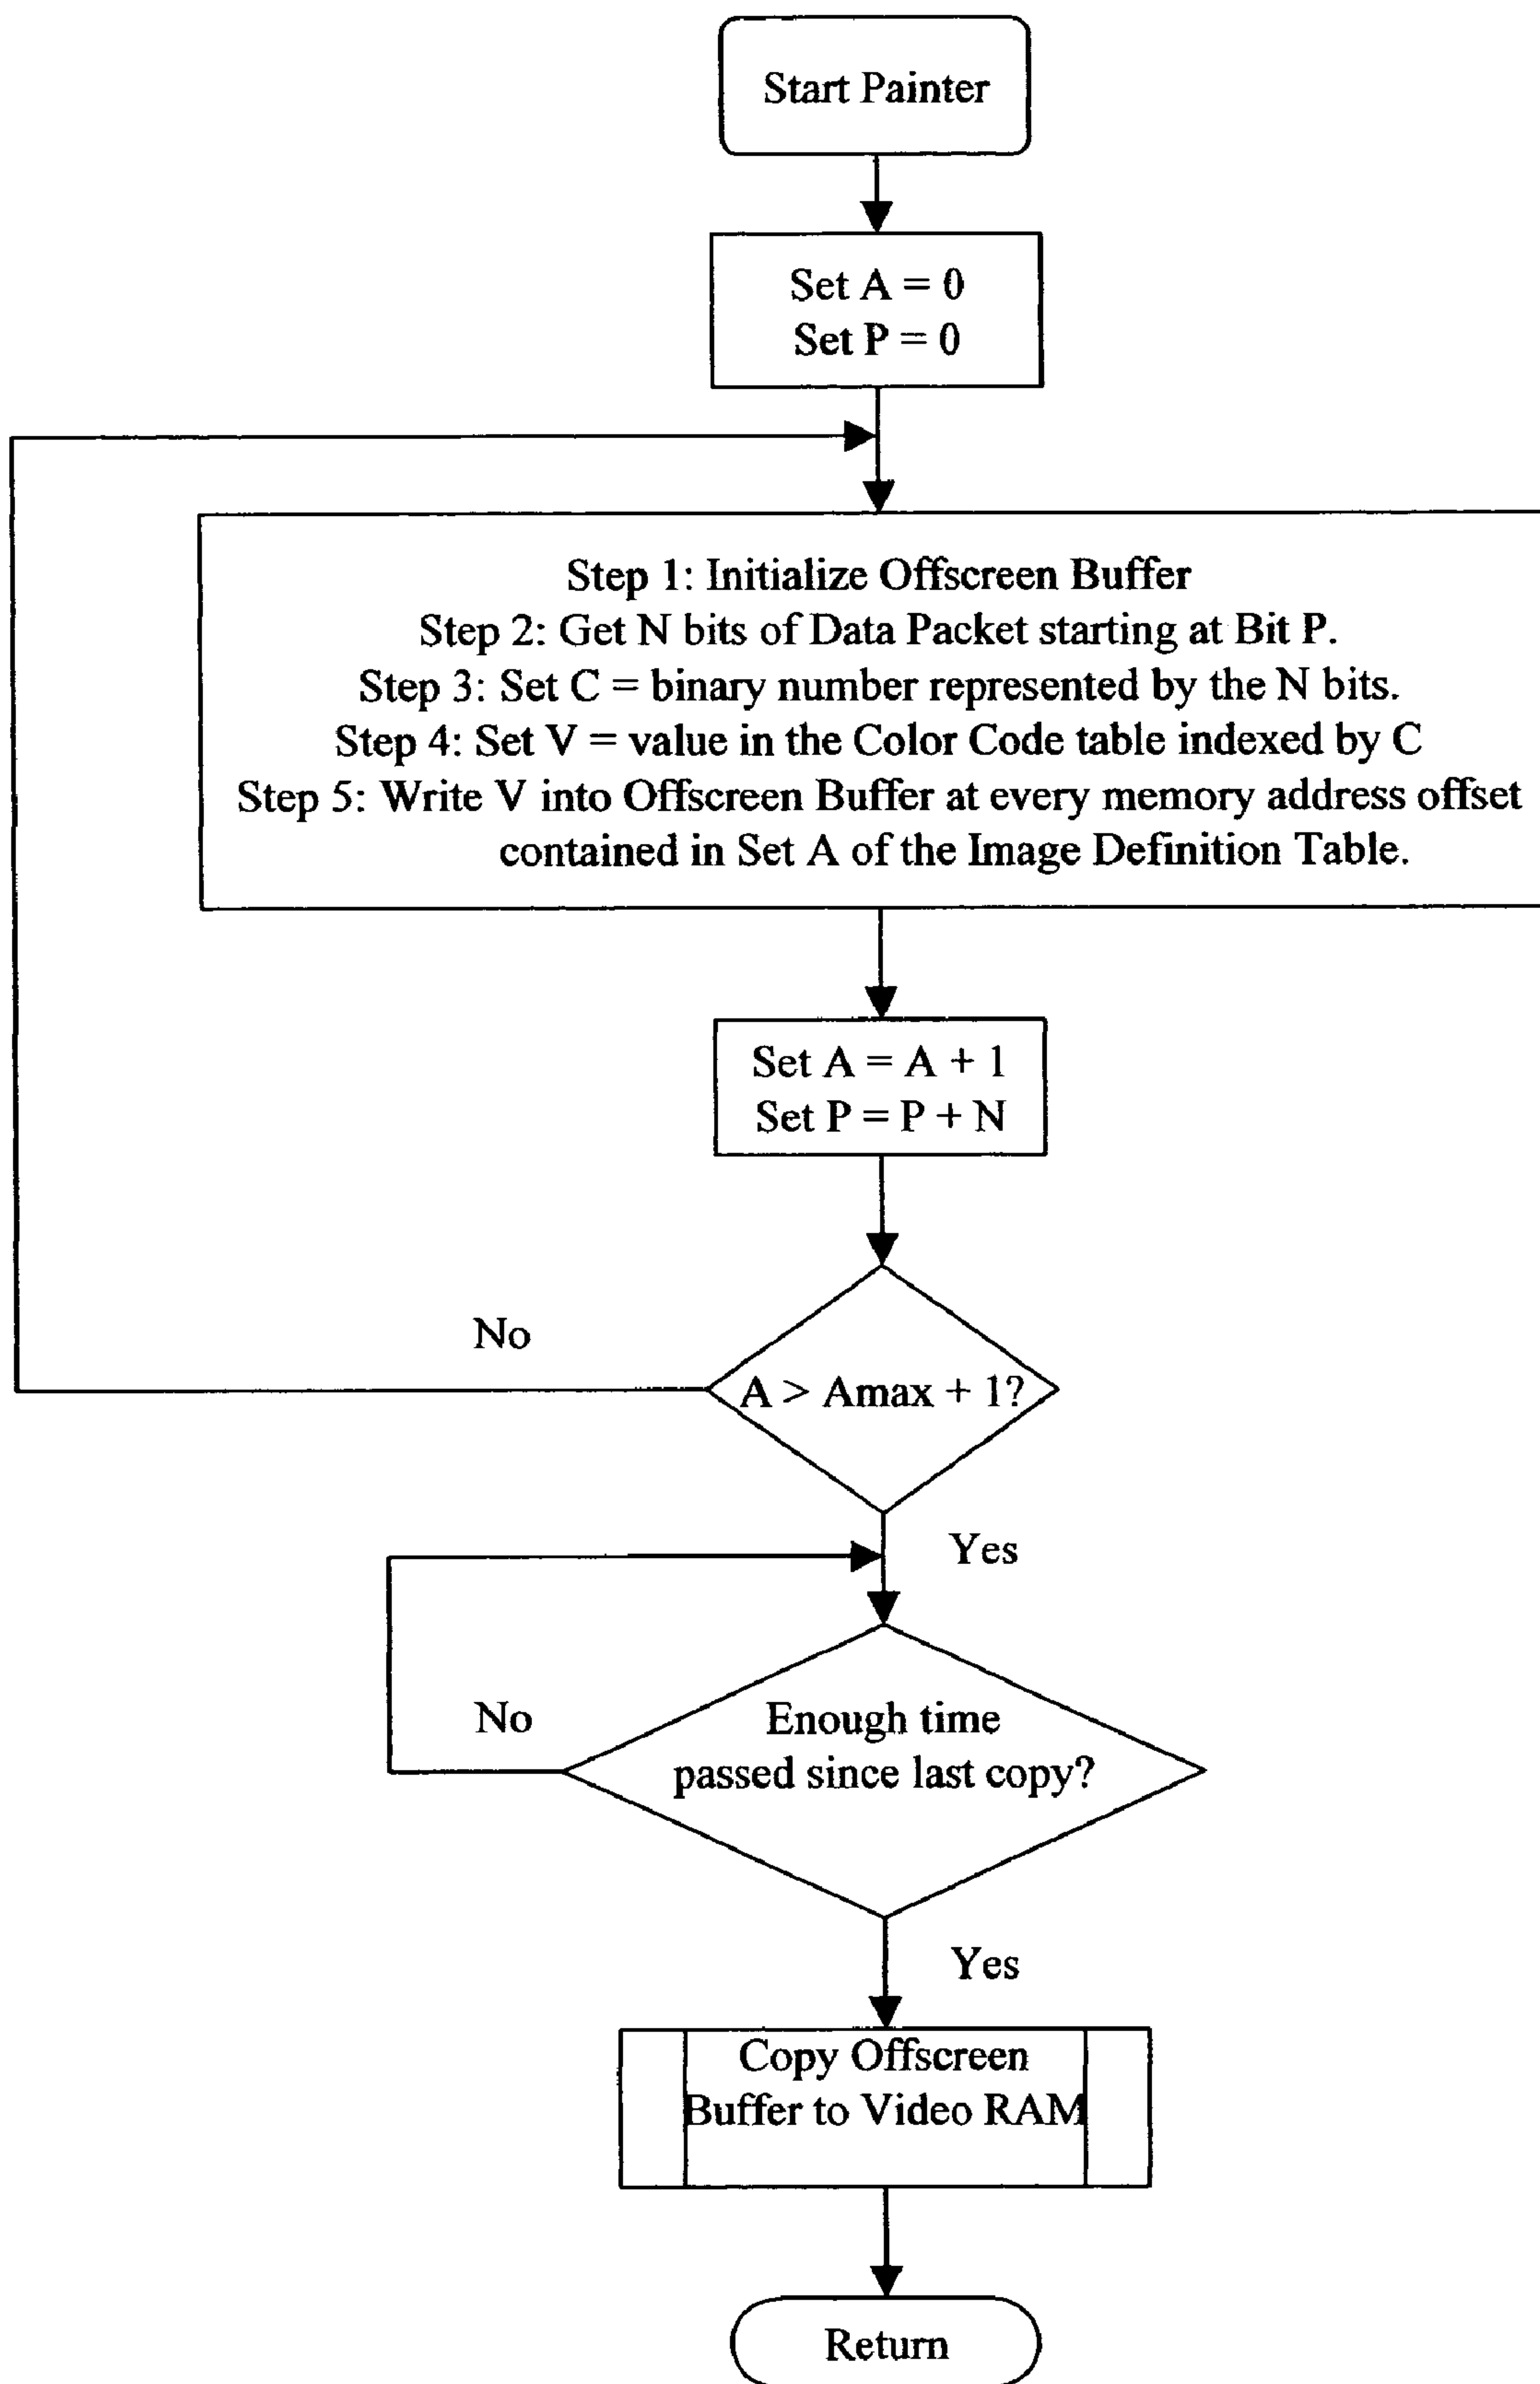 Start Painter
Set A = 0
Set P = 0
Step 1: Initialize Offscreen Buffer
Step 2: Get N bits of Data Packet starting at Bit P.
Step 3: Set C = binary number represented by the N bits.
Step 4: Set V = value in the Color Code table indexed by C
Step 5: Write V into Offscreen Buffer at every memory address offset
contained in Set A of the Image Definition Table.
Set A = A + 1
Set P = P + N
No
A > Amax + 1?
Yes
No
Enough time
passed since last copy?
Yes
Copy Offscreen
Buffer to Video RAM
Return